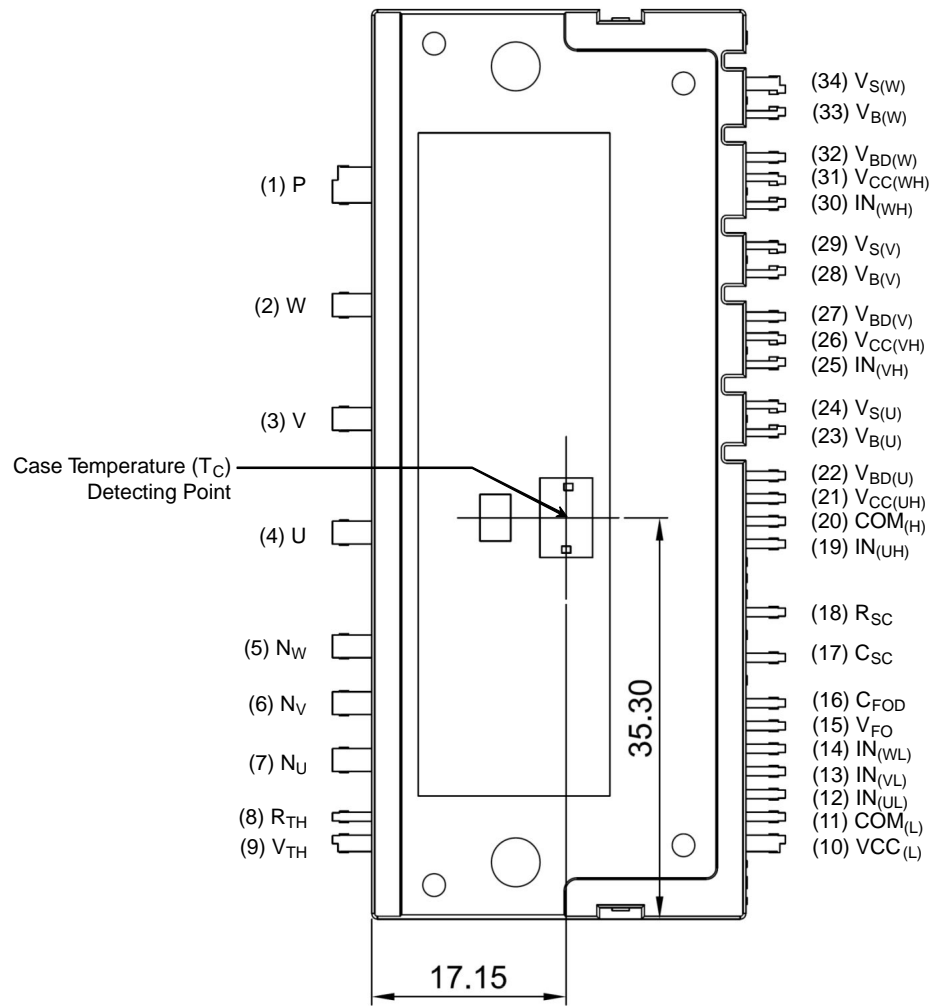 (1) P
(2) W
(3) V
Case Temperature (TC)
Detecting Point
(4) U
(5) NW
(6) NV
(7) NU
(8) RTH
(9) VTH
(34) VS(W)
(33) VB(W)
(32) VBD(W)
(31) VCC(WH)
(30) IN(WH)
(29) VS(V)
(28) VB(V)
(27) VBD(V)
(26) VCC(VH)
(25) IN(VH)
(24) VS(U)
(23) VB(U)
(22) VBD(U)
(21) VCC(UH)
(20) COM(H)
(19) IN(UH)
(18) RSC
(17) CSC
(16) CFOD
(15) VFO
(14) IN(WL)
(13) IN(VL)
(12) IN(UL)
(11) COM(L)
(10) VCC(L)
35.30
17.15